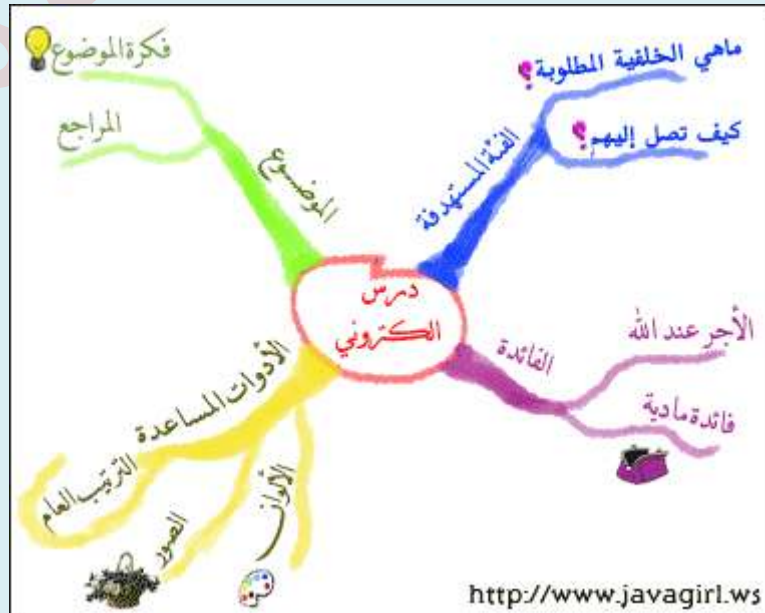 درس
الكتروني
الفئة المستهدفة
ماهي الخلفية المطلوبة؟
كيف تصل إليهم؟
الفائدة
الأجر عند الله
فائدة مادية
الأدوات المساعدة
الألوان
الصور
الترتيب العام
الموضوع
فكرة الموضوع
المراجع
http://www.javagirl.ws